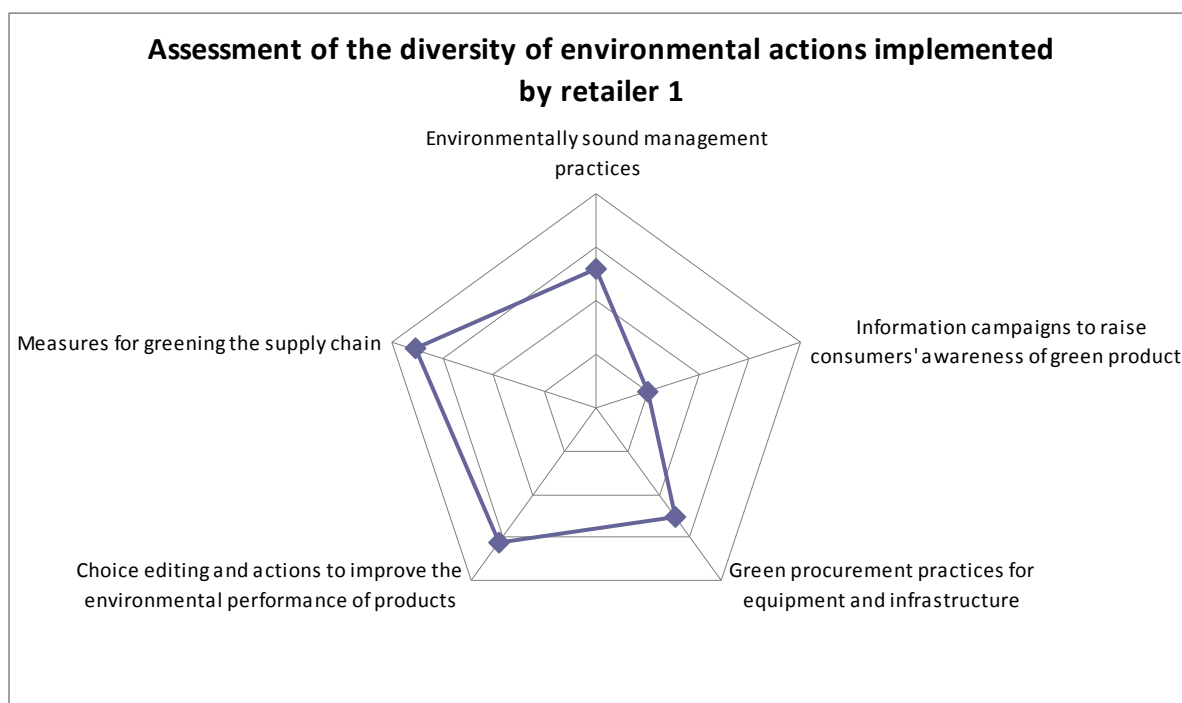 Assessment of the diversity of environmental actions implemented
by retailer 1
Environmentally sound management
practices
Information campaigns to raise
consumers' awareness of green product
Measures for greening the supply chain
Choice editing and actions to improve the
environmental performance of products
Green procurement practices for
equipment and infrastructure